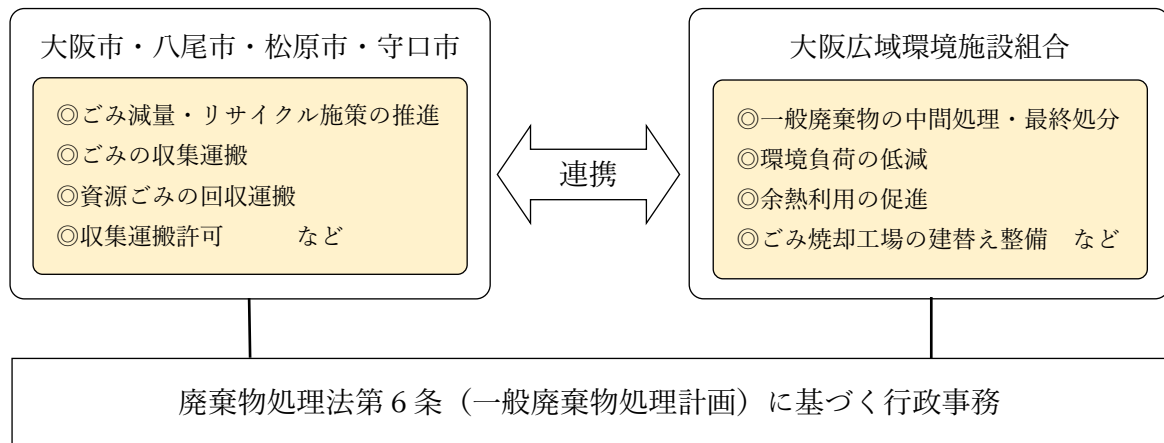 大阪市・八尾市・松原市・守口市
◎ごみ減量・リサイクル施策の推進
◎ごみの収集運搬
◎資源ごみの回収運搬
◎収集運搬許可　　　など
連携
大阪広域環境施設組合
◎一般廃棄物の中間処理・最終処分
◎環境負荷の低減
◎余熱利用の促進
◎ごみ焼却工場の建替え整備　など
廃棄物処理法第６条（一般廃棄物処理計画）に基づく行政事務